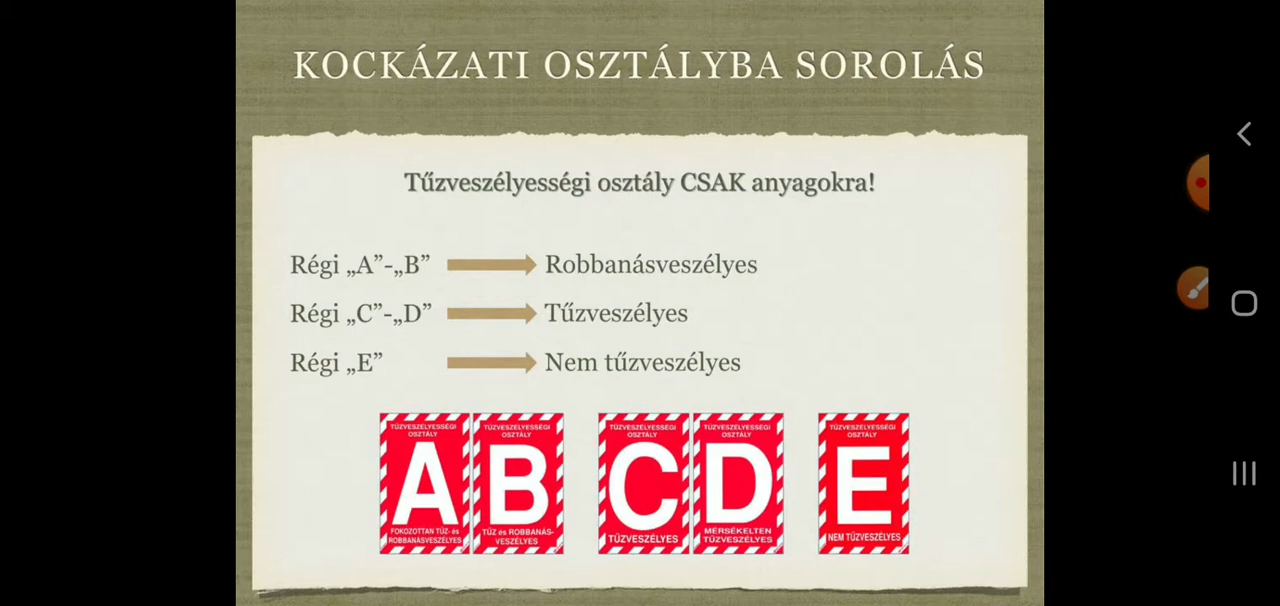 KOCKÁZATI OSZTÁLYBA SOROLÁS
Tűzveszélyességi osztály CSAK anyagokra!
Régi „A”-„B” Robbanásveszélyes
Régi „C”-„D” Tűzveszélyes
Régi „E” Nem tűzveszélyes
TŰZVESZÉLYESSÉGI
OSZTÁLY
A
FOKOZOTTAN TŰZ- és
ROBBANÁSVESZÉLYES
TŰZVESZÉLYESSÉGI
OSZTÁLY
B
TŰZ és ROBBANÁS-
VESZÉLYES
TŰZVESZÉLYESSÉGI
OSZTÁLY
C
TŰZVESZÉLYES
TŰZVESZÉLYESSÉGI
OSZTÁLY
D
MÉRSÉKELTEN
TŰZVESZÉLYES
TŰZVESZÉLYESSÉGI
OSZTÁLY
E
NEM TŰZVESZÉLYES